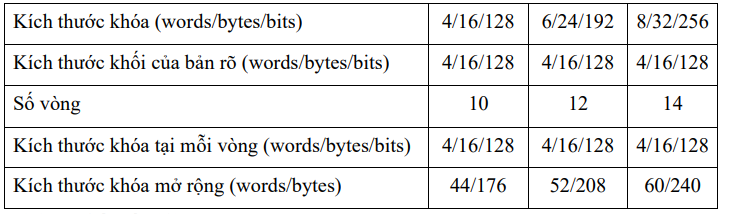 Kích thước khóa (words/bytes/bits) 4/16/128 6/24/192 8/32/256
Kích thước khối của bản rõ (words/bytes/bits) 4/16/128 4/16/128 4/16/128
Số vòng 10 12 14
Kích thước khóa tại mỗi vòng (words/bytes/bits) 4/16/128 4/16/128 4/16/128
Kích thước khóa mở rộng (words/bytes) 44/176 52/208 60/240